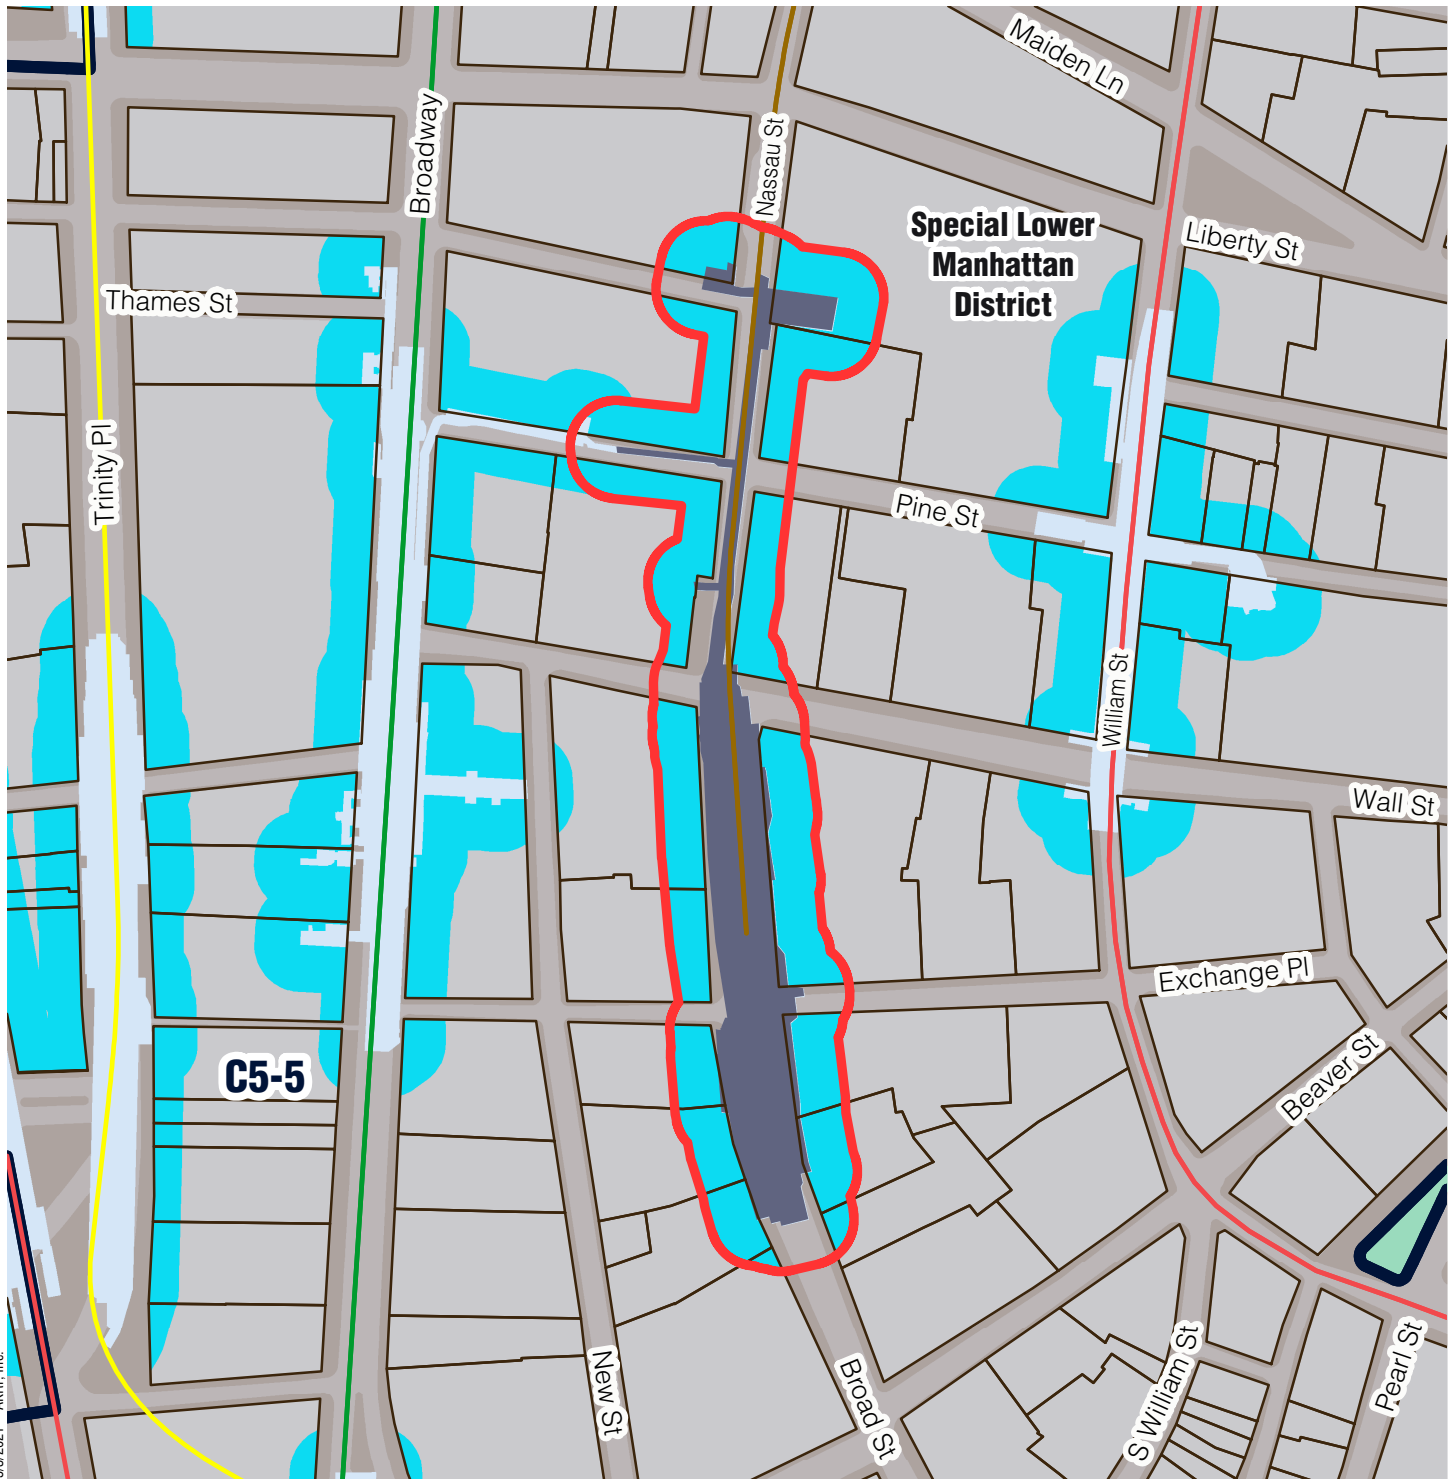 Maiden Ln
Broadway
Nassau St
Special Lower
Manhattan
District
Liberty St
Thames St
Trinity Pl
Pine St
William St
Wall St
Exchange Pl
C5-5
Beaver St
New St
Broad St
S William St
Pearl St